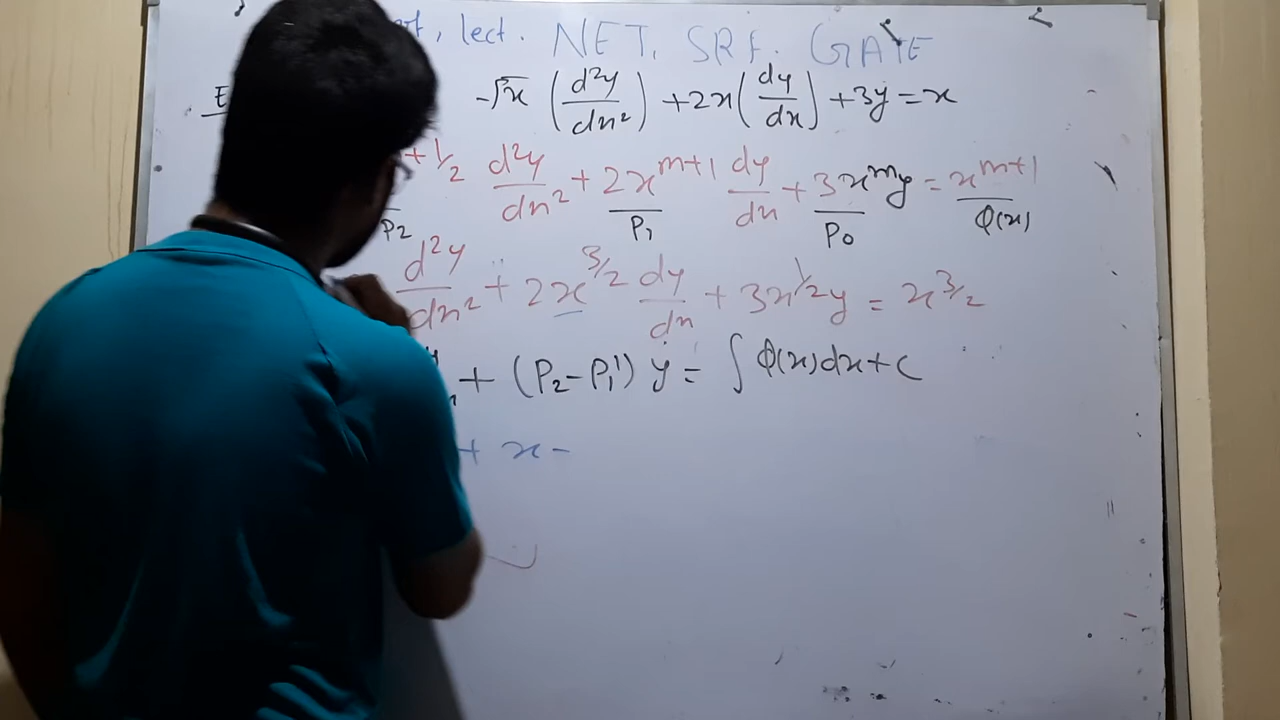 lect. NET, SRF. GATE
E √x (d²y/dx²) + 2x (dy/dx) + 3y = x
+1/2 d²y/dx² + 2x^(m+1) dy/dx + 3x^m y = x^(m+1)
P₂ P₁ P₀ Φ(x)
d²y/dx² + 2x^(3/2) dy/dx + 3x^(1/2) y = x^(3/2)
+ (P₂-P₁') y = ∫ Φ(x)dx + C
+ x -